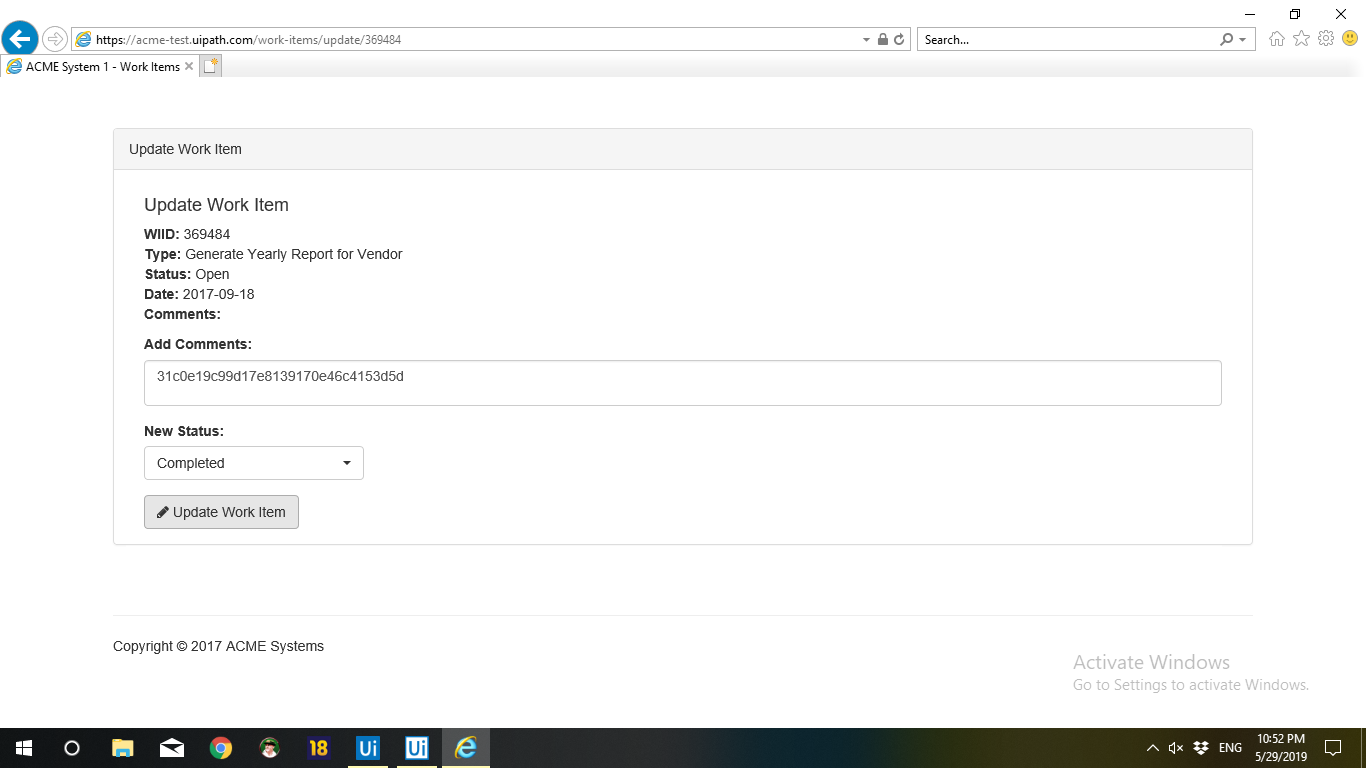 https://acme-test.uipath.com/work-items/update/369484
Search...
ACME System 1 - Work Items
Update Work Item
Update Work Item
WIID: 369484
Type: Generate Yearly Report for Vendor
Status: Open
Date: 2017-09-18
Comments:
Add Comments:
31c0e19c99d17e8139170e46c4153d5d
New Status:
Completed
Update Work Item
Copyright © 2017 ACME Systems
Activate Windows
Go to Settings to activate Windows.
18
Ui
Ui
ENG
10:52 PM
5/29/2019